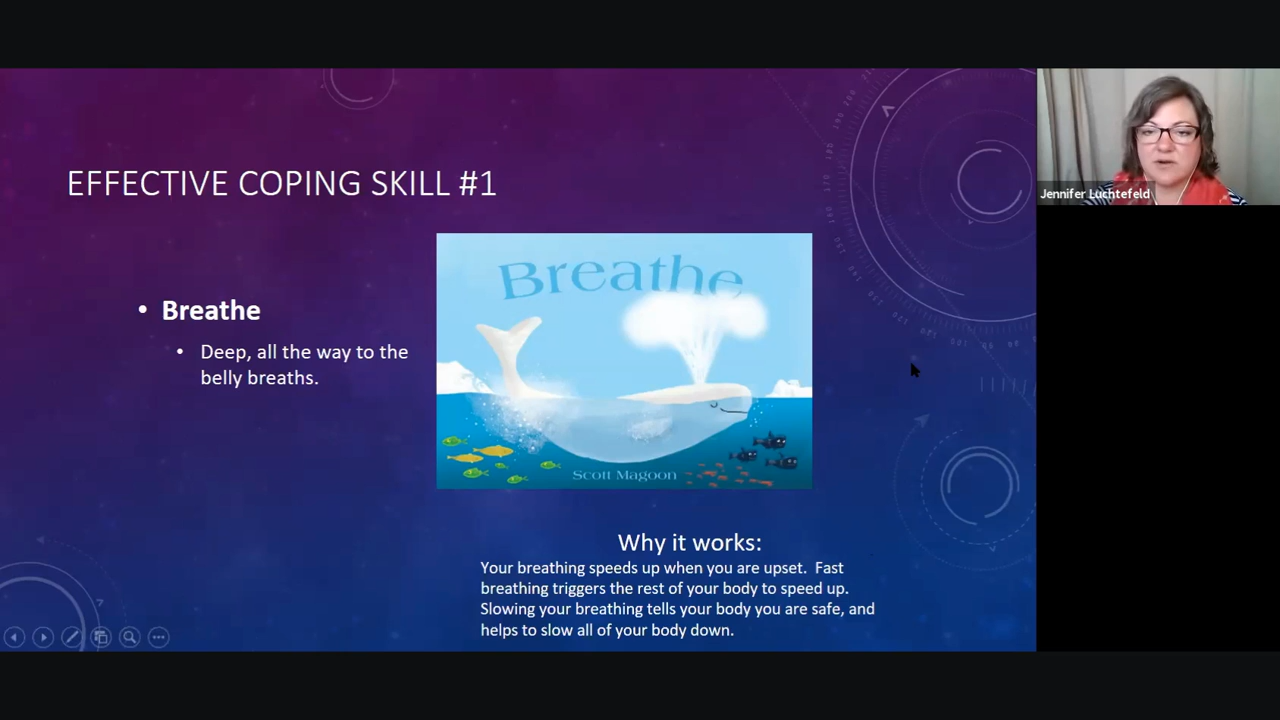 EFFECTIVE COPING SKILL #1
• Breathe
• Deep, all the way to the
belly breaths.
Breathe
Scott Magoon
Why it works:
Your breathing speeds up when you are upset. Fast
breathing triggers the rest of your body to speed up.
Slowing your breathing tells your body you are safe, and
helps to slow all of your body down.
Jennifer Luchtefeld